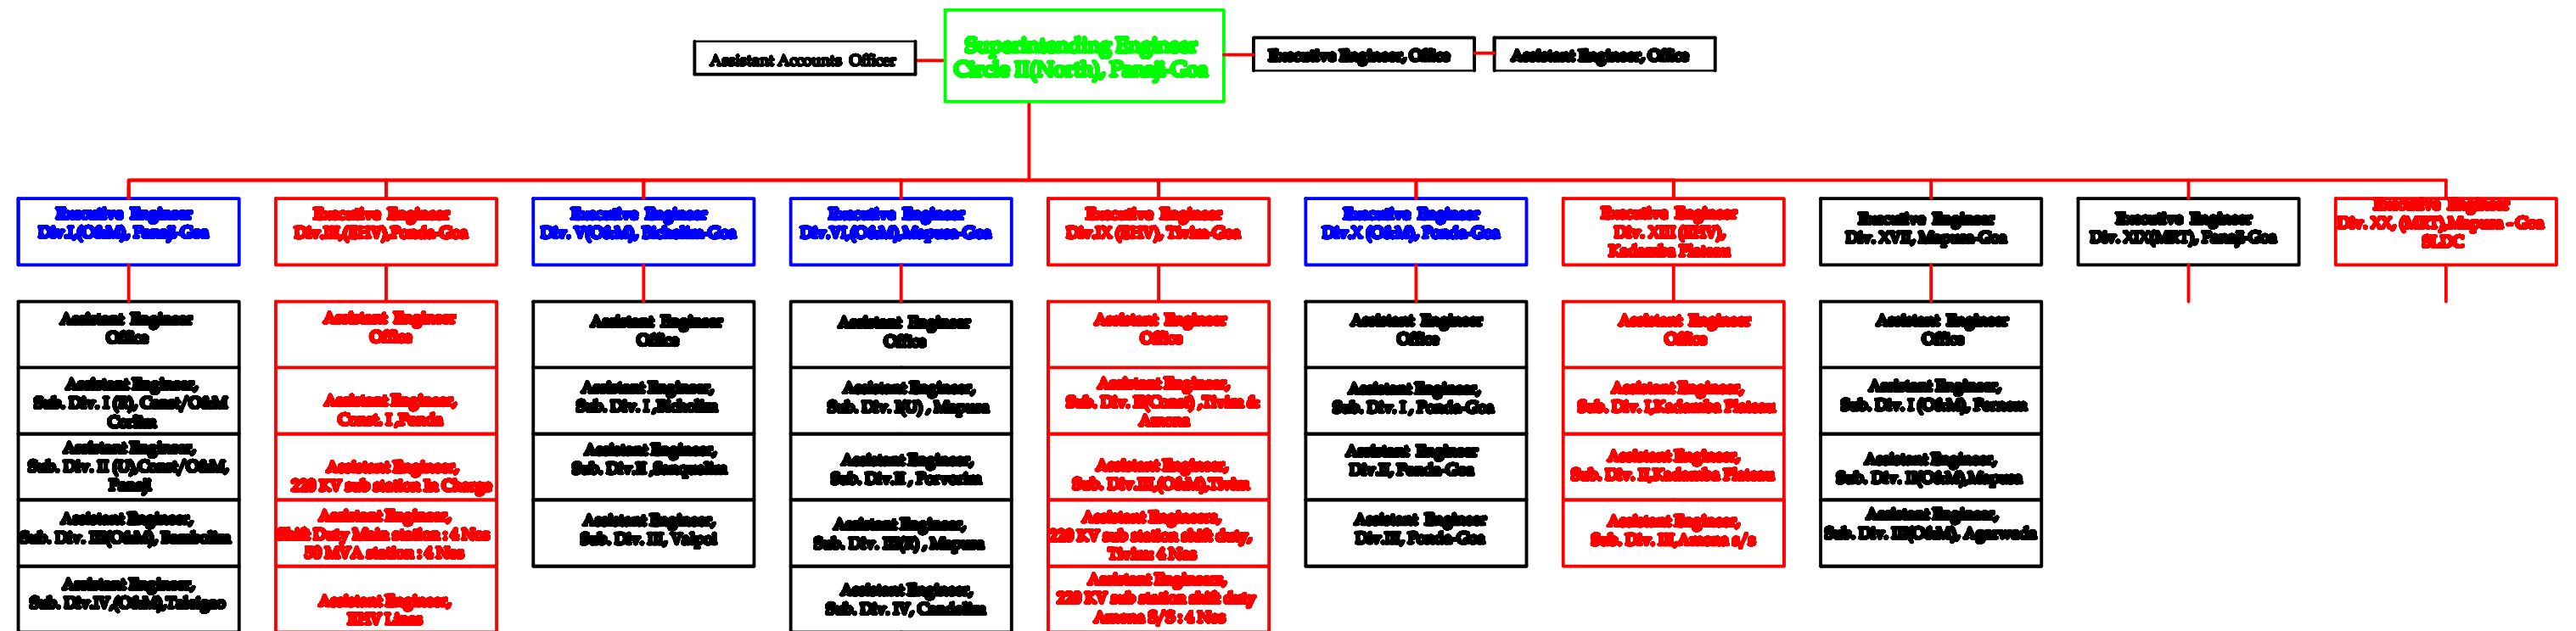 Superintending Engineer
Circle II(North), Panaji-Goa
Assistant Accounts Officer
Executive Engineer, Office
Assistant Engineer, Office
Executive Engineer
Div.I,(O&M), Panaji-Goa
Executive Engineer
Div.III,(EHV),Ponda-Goa
Executive Engineer
Div. V(O&M), Bicholim-Goa
Executive Engineer
Div.VI,(O&M),Mapusa-Goa
Executive Engineer
Div.IX (EHV), Tivim-Goa
Executive Engineer
Div.X (O&M), Ponda-Goa
Executive Engineer
Div. XIII (EHV),
Kadamba Plateau
Executive Engineer
Div. XVII, Mapusa-Goa
Executive Engineer
Div. XIX(MRT), Panaji-Goa
Executive Engineer
Div. XX, (MRT),Mapusa - Goa
SLDC
Assistant Engineer
Office
Assistant Engineer,
Sub. Div. I (R), Const/O&M
Corlim
Assistant Engineer,
Sub. Div. II (U),Const/O&M,
Panaji
Assistant Engineer,
Sub. Div. III(O&M), Bambolim
Assistant Engineer,
Sub. Div.IV,(O&M),Taleigao
Assistant Engineer
Office
Assistant Engineer,
Const. I ,Ponda
Assistant Engineer,
220 KV sub station In Charge
Assistant Engineer,
Shift Duty Main station : 4 Nos
50 MVA station : 4 Nos
Assistant Engineer,
EHV Lines
Assistant Engineer
Office
Assistant Engineer,
Sub. Div. I ,Bicholim
Assistant Engineer,
Sub. Div.II ,Sanquelim
Assistant Engineer,
Sub. Div. III, Valpoi
Assistant Engineer
Office
Assistant Engineer,
Sub. Div. I(U) , Mapusa
Assistant Engineer,
Sub. Div.II , Porvorim
Assistant Engineer,
Sub. Div. III(R) , Mapusa
Assistant Engineer,
Sub. Div. IV, Candolim
Assistant Engineer
Office
Assistant Engineer,
Sub. Div. II(Const) ,Tivim &
Amona
Assistant Engineer,
Sub. Div.III,(O&M),Tivim
Assistant Engineers,
220 KV sub station shift duty,
Tivim: 4 Nos
Assistant Engineers,
220 KV sub station shift duty
Amona S/S : 4 Nos
Assistant Engineer
Office
Assistant Engineer,
Sub. Div. I , Ponda-Goa
Assistant Engineer
Div.II, Ponda-Goa
Assistant Engineer
Div.III, Ponda-Goa
Assistant Engineer
Office
Assistant Engineer,
Sub. Div. I,Kadamba Plateau
Assistant Engineer,
Sub. Div. II,Kadamba Plateau
Assistant Engineer,
Sub. Div. III,Amona s/s
Assistant Engineer
Office
Assistant Engineer,
Sub. Div. I (O&M), Pernem
Assistant Engineer,
Sub. Div. II(O&M),Mapusa
Assistant Engineer,
Sub. Div. III(O&M), Agarwada